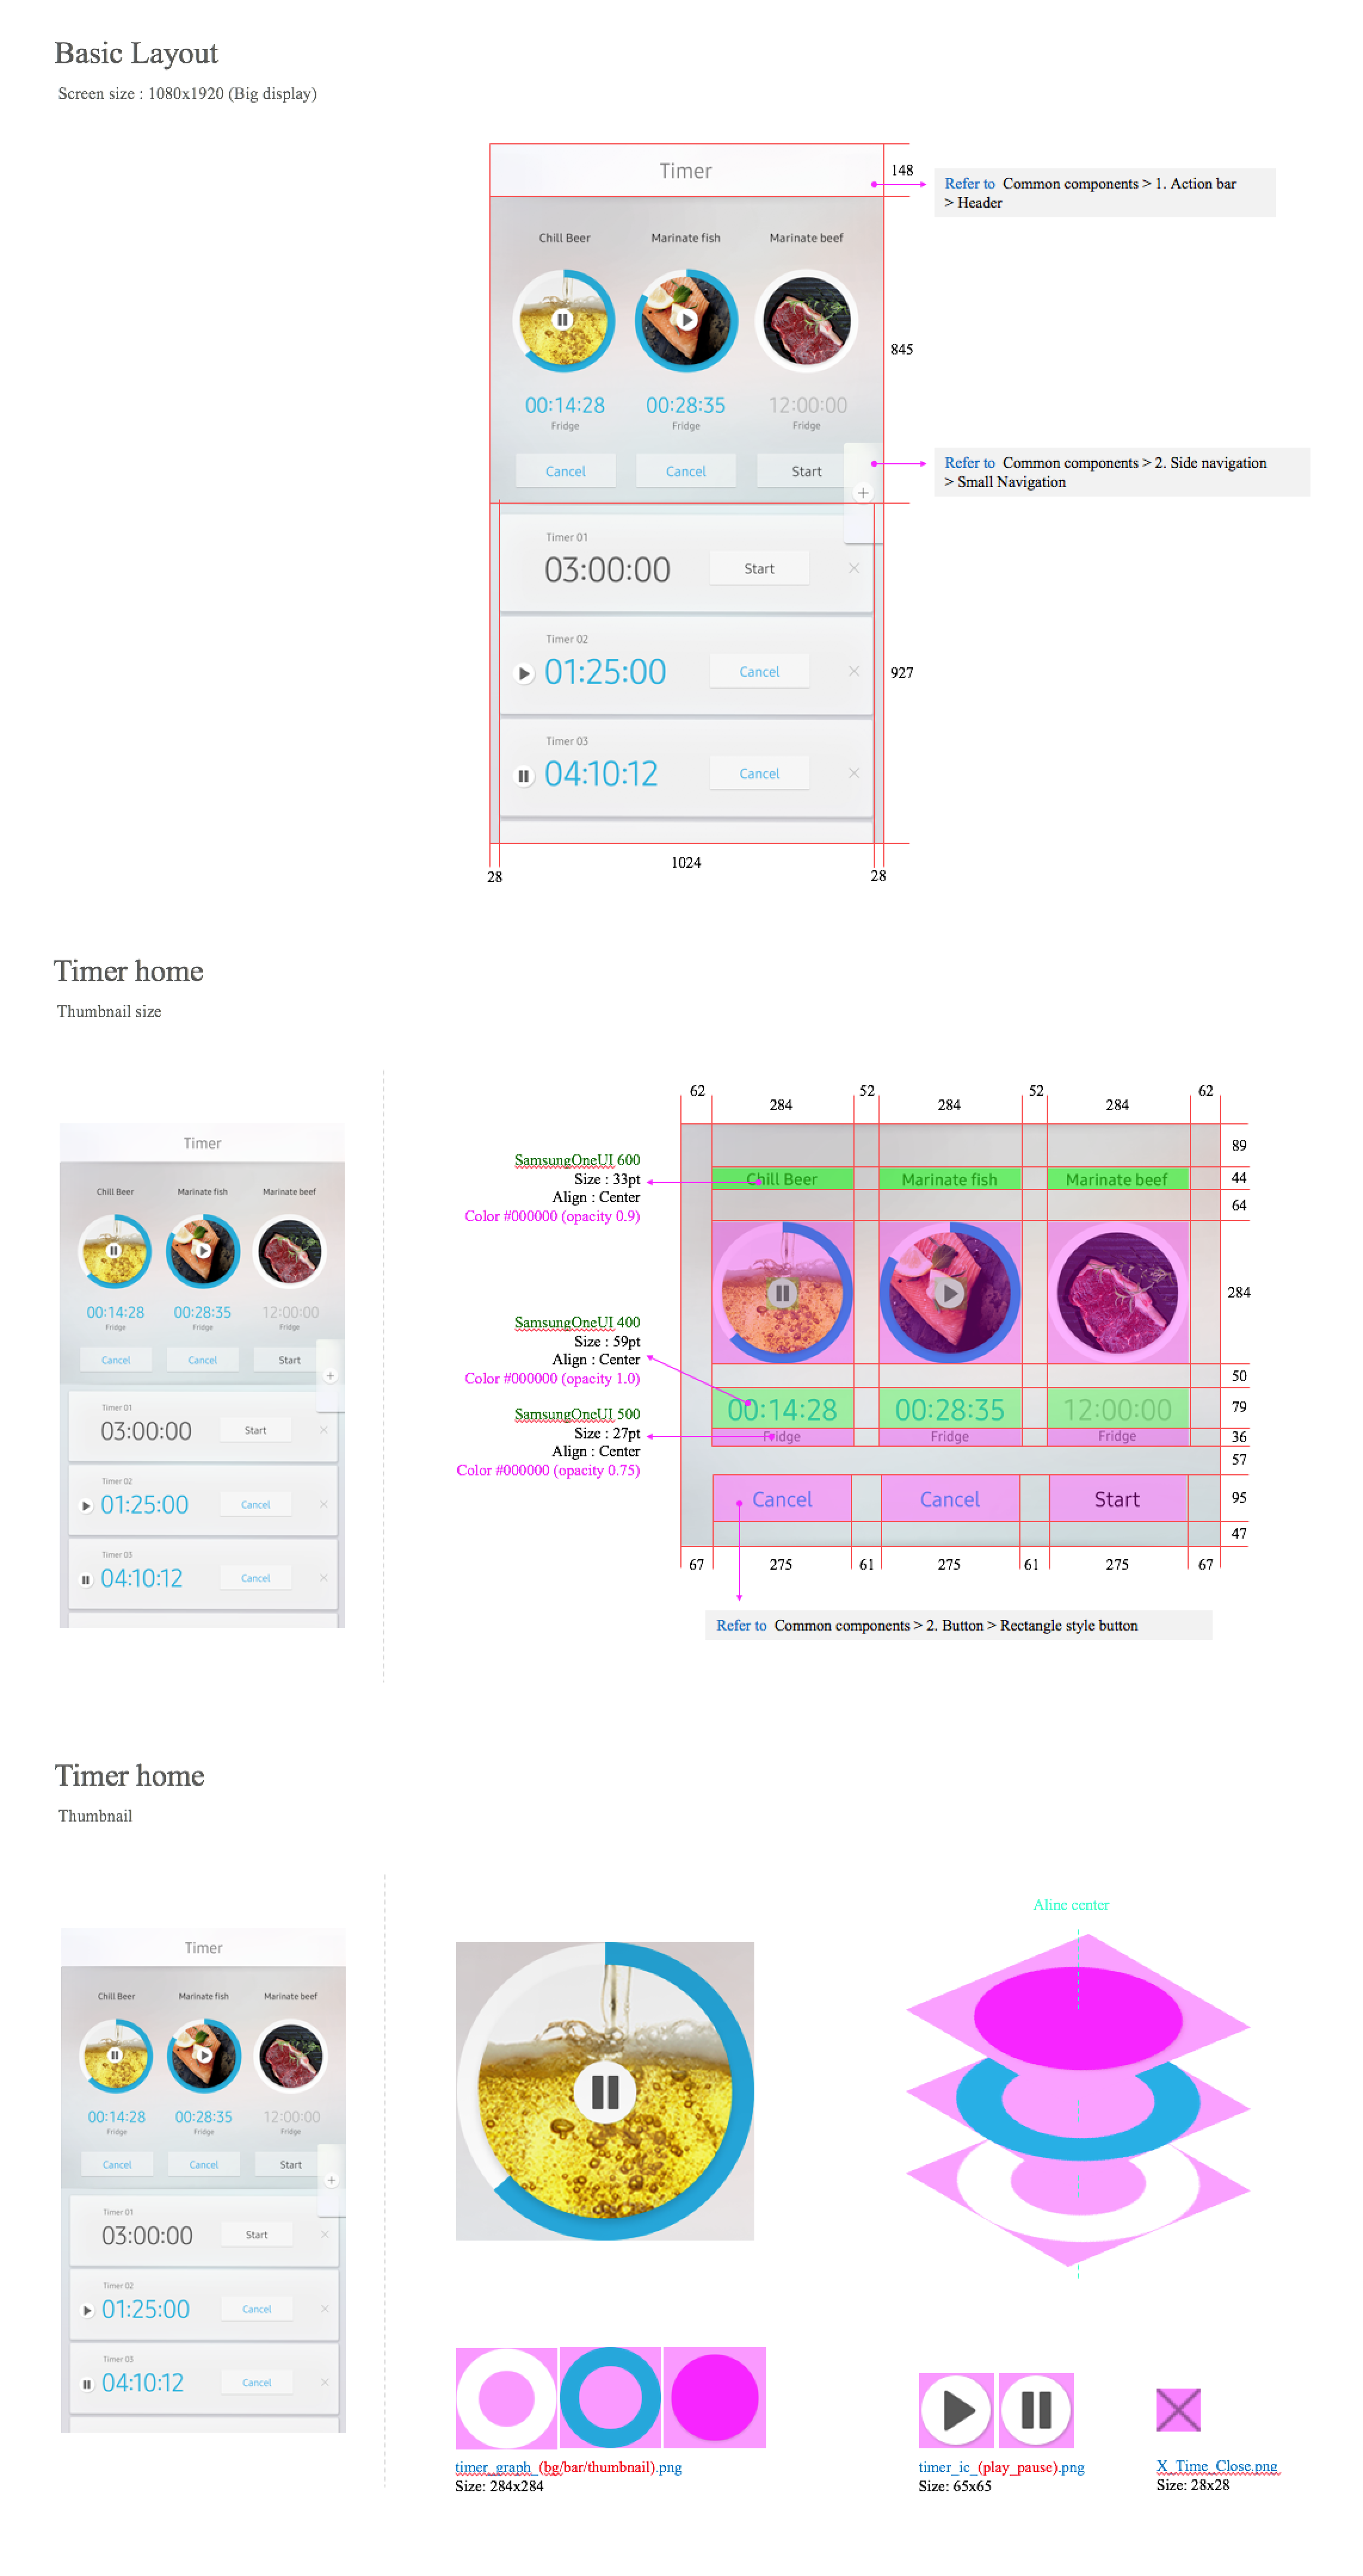 Basic Layout
Screen size : 1080x1920 (Big display)
Timer
148
Refer to Common components > 1. Action bar
> Header
Chill Beer Marinate fish Marinate beef
845
00:14:28 00:28:35 12:00:00
Fridge Fridge Fridge
Refer to Common components > 2. Side navigation
> Small Navigation
Cancel Cancel Start
+
Timer 01
03:00:00 Start ×
Timer 02
01:25:00 Cancel ×
927
Timer 03
04:10:12 Cancel ×
1024
28 28
Timer home
Thumbnail size
Timer
Chill Beer Marinate fish Marinate beef
00:14:28 00:28:35 12:00:00
Fridge Fridge Fridge
Cancel Cancel Start
+
Timer 01
03:00:00 Start ×
Timer 02
01:25:00 Cancel ×
Timer 03
04:10:12 Cancel ×
62 52 52 62
284 284 284
89
SamsungOneUI 600
Size : 33pt
Align : Center
Color #000000 (opacity 0.9)
Chill Beer Marinate fish Marinate beef
44
64
284
SamsungOneUI 400
Size : 59pt
Align : Center
Color #000000 (opacity 1.0)
50
00:14:28 00:28:35 12:00:00
79
SamsungOneUI 500
Size : 27pt
Align : Center
Color #000000 (opacity 0.75)
Fridge Fridge Fridge
36
57
Cancel Cancel Start
95
47
67 275 61 275 61 275 67
Refer to Common components > 2. Button > Rectangle style button
Timer home
Thumbnail
Timer
Chill Beer Marinate fish Marinate beef
00:14:28 00:28:35 12:00:00
Fridge Fridge Fridge
Cancel Cancel Start
+
Timer 01
03:00:00 Start ×
Timer 02
01:25:00 Cancel ×
Timer 03
04:10:12 Cancel ×
Aline center
timer_graph_(bg/bar/thumbnail).png
Size: 284x284
timer_ic_(play_pause).png
Size: 65x65
X_Time_Close.png
Size: 28x28